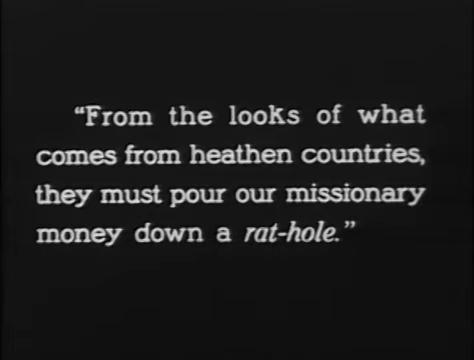 “From the looks of what
comes from heathen countries,
they must pour our missionary
money down a rat-hole.”